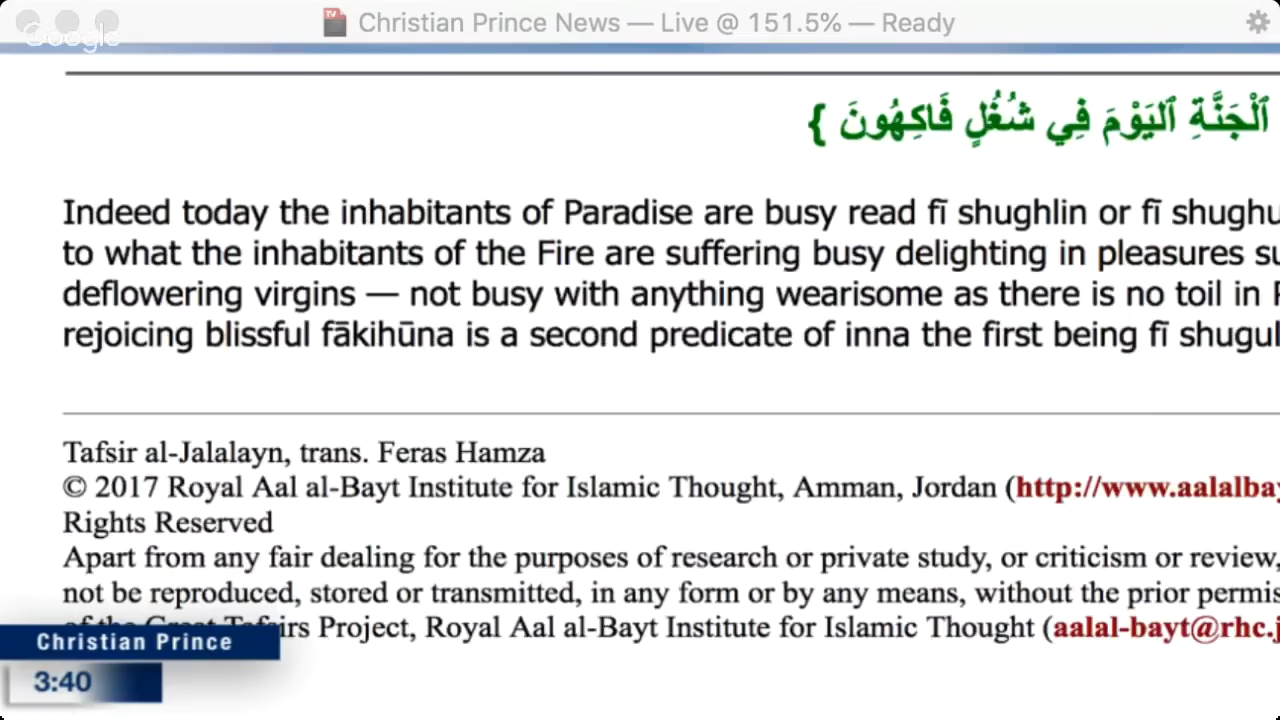 Christian Prince News — Live @ 151.5% — Ready
Google
ٱلْجَنَّةِ ٱليَوْمَ فِي شُغُلٍ فَاكِهُونَ }
Indeed today the inhabitants of Paradise are busy read fī shughlin or fī shughu
to what the inhabitants of the Fire are suffering busy delighting in pleasures su
deflowering virgins — not busy with anything wearisome as there is no toil in P
rejoicing blissful fākihūna is a second predicate of inna the first being fī shugul
Tafsir al-Jalalayn, trans. Feras Hamza
© 2017 Royal Aal al-Bayt Institute for Islamic Thought, Amman, Jordan (http://www.aalalbay
Rights Reserved
Apart from any fair dealing for the purposes of research or private study, or criticism or review,
not be reproduced, stored or transmitted, in any form or by any means, without the prior permis
of the Great Tafsirs Project, Royal Aal al-Bayt Institute for Islamic Thought (aalal-bayt@rhc.j
Christian Prince
3:40